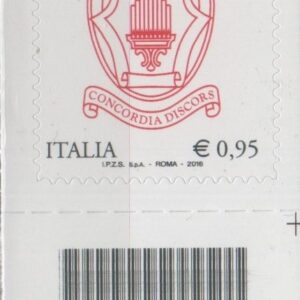 CONCORDIA DISCORS
ITALIA € 0,95
I.P.Z.S. S.p.A. - ROMA - 2016